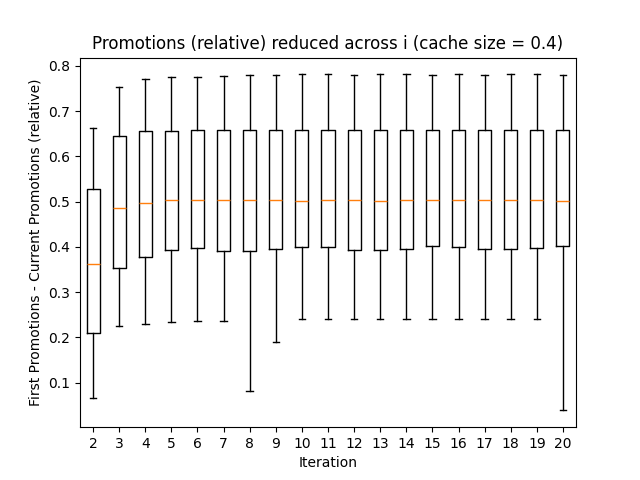 Promotions (relative) reduced across i (cache size = 0.4)
First Promotions - Current Promotions (relative)
0.8
0.7
0.6
0.5
0.4
0.3
0.2
0.1
2 3 4 5 6 7 8 9 10 11 12 13 14 15 16 17 18 19 20
Iteration